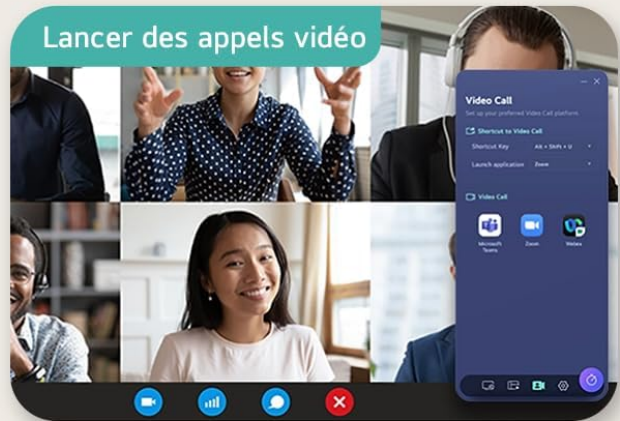 Lancer des appels vidéo
Video Call
Set up your preferred Video Call platform.
Shortcut to Video Call
Shortcut Key Alt + Shift + U
Launch application Zoom
Video Call
Microsoft Teams
Zoom
Webex